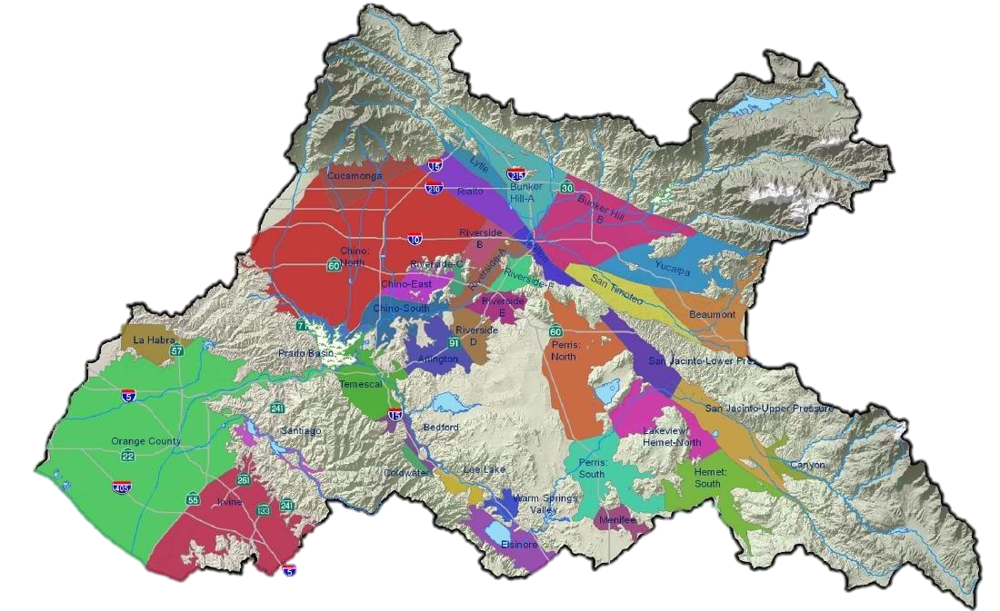 Cucamonga
15
210
Lytle
215
Rialto
Bunker
Hill-A
30
Bunker Hill
B
10
Riverside
B
Colton
Chino:
North
60
Riverside-C
Riverside-A
Yucaipa
Chino-East
Riverside-F
San Timoteo
Chino-South
Riverside
E
Beaumont
71
La Habra
57
Riverside
D
91
60
Perris:
North
Prado Basin
Arlington
San Jacinto-Lower Pre
Temescal
5
241
15
San Jacinto-Upper Pressure
Santiago
Bedford
Lakeview:
Hemet-North
Orange County
22
Perris:
South
Canyon
Coldwater
Lee Lake
Hemet:
South
261
405
55
Irvine
133
241
Warm Springs
Valley
Menifee
Elsinore
5